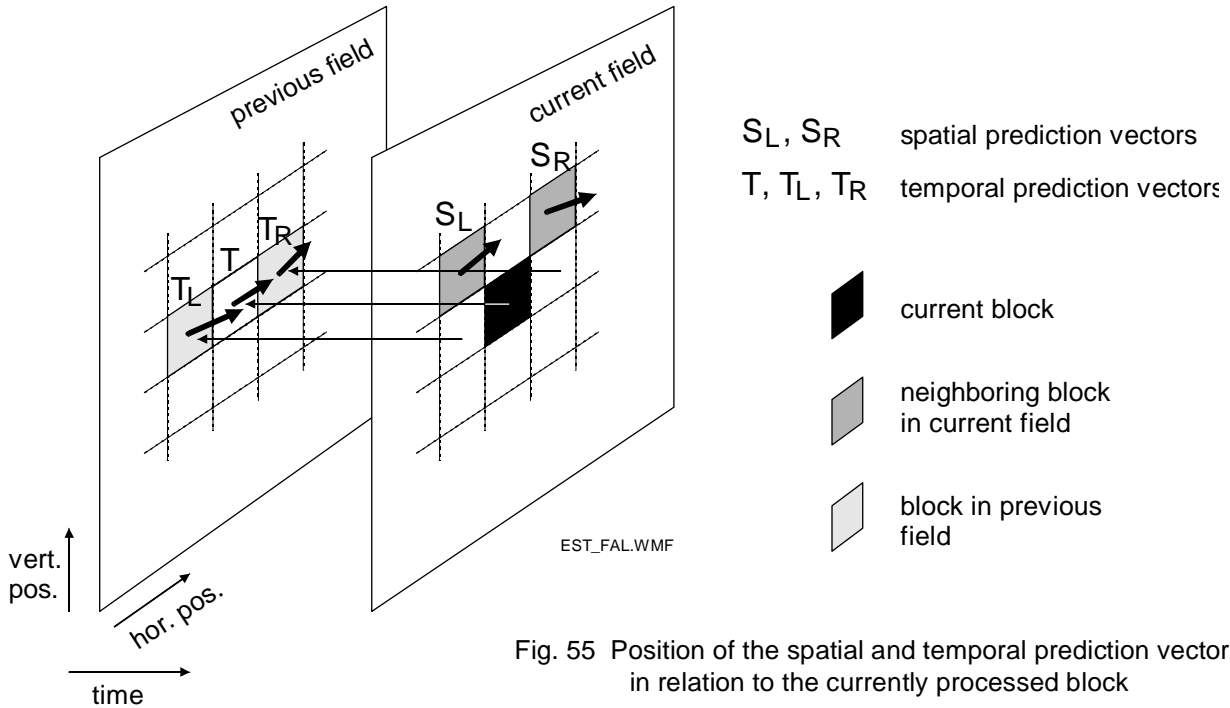 previous field
current field
S_L, S_R spatial prediction vectors
T, T_L, T_R temporal prediction vectors
S_R
S_L
T_R
T
T_L
current block
neighboring block
in current field
block in previous
field
EST_FAL.WMF
vert.
pos.
hor. pos.
time
Fig. 55 Position of the spatial and temporal prediction vector
in relation to the currently processed block